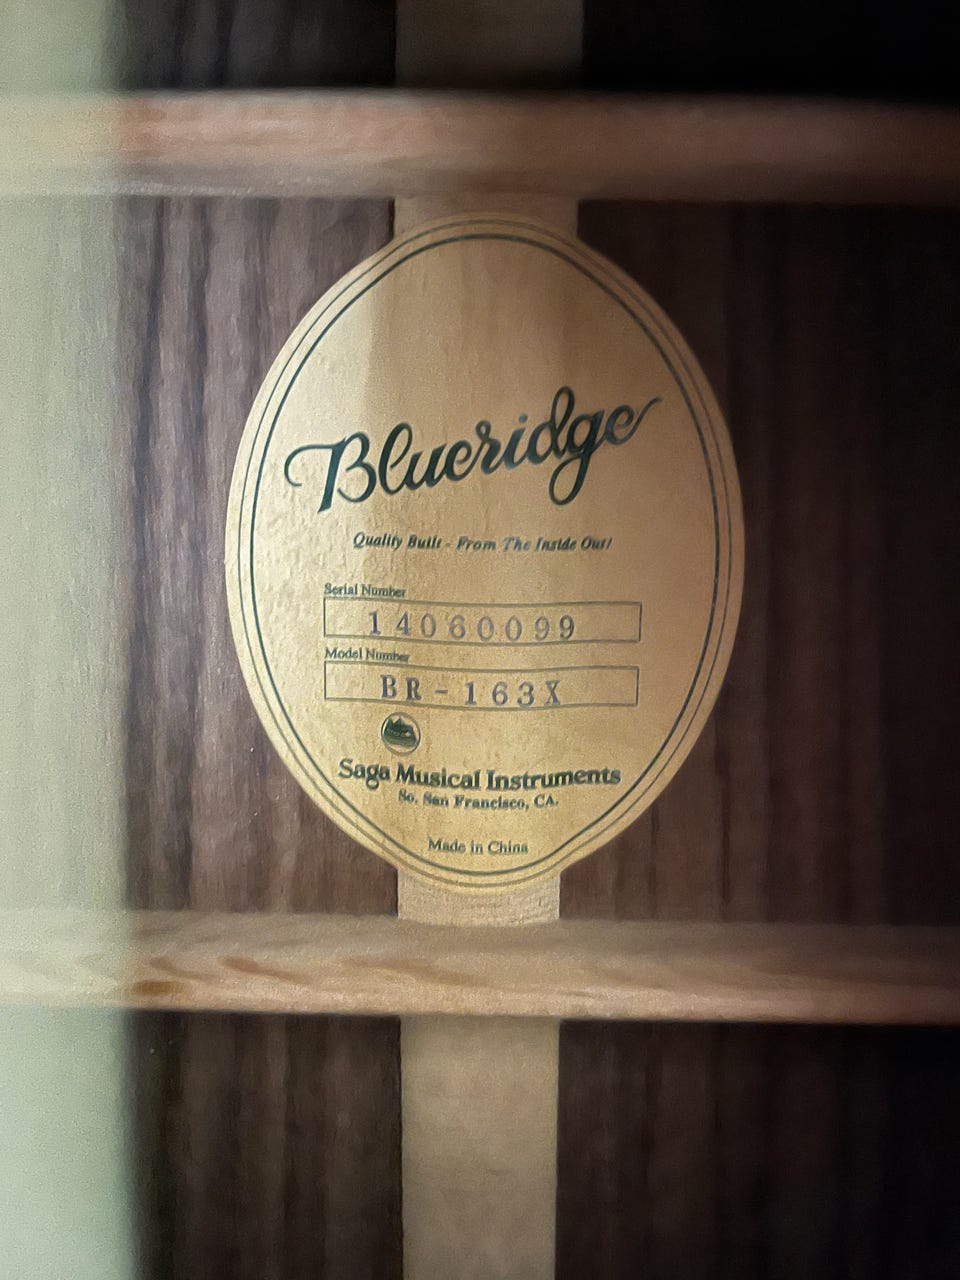 Blueridge
Quality Built - From The Inside Out!
Serial Number
14060099
Model Number
BR-163X
Saga Musical Instruments
So. San Francisco, CA.
Made in China